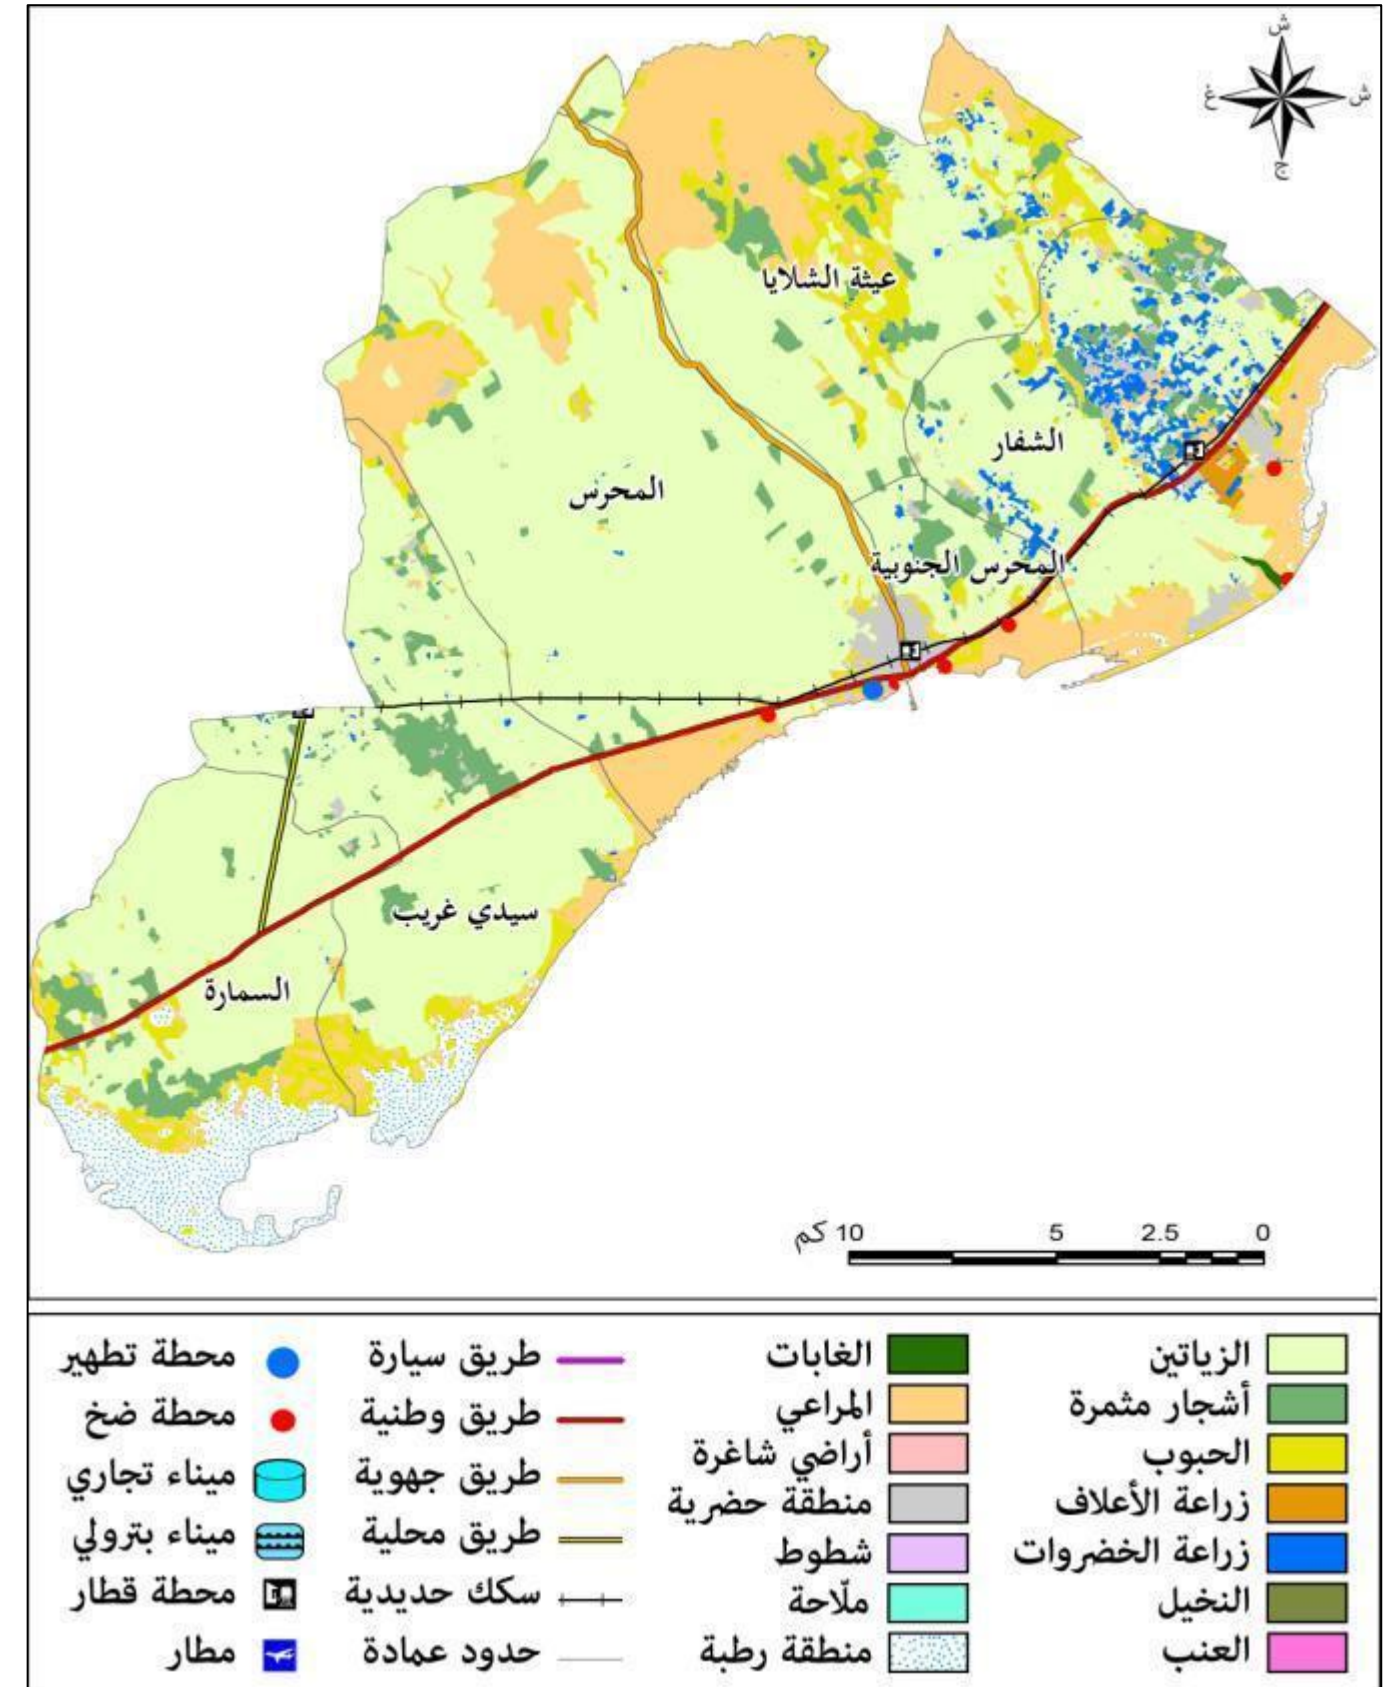 ش
غ ش
ج
عيثة الشلايا
الشفار
المحرس
المحرس الجنوبية
سيدي غريب
السمارة
0 2.5 5 10 كم
الزياتين
أشجار مثمرة
الحبوب
زراعة الأعلاف
زراعة الخضروات
النخيل
العنب
الغابات
المراعي
أراضي شاغرة
منطقة حضرية
شطوط
ملّاحة
منطقة رطبة
طريق سيارة
طريق وطنية
طريق جهوية
طريق محلية
سكك حديدية
حدود عمادة
محطة تطهير
محطة ضخ
ميناء تجاري
ميناء بترولي
محطة قطار
مطار